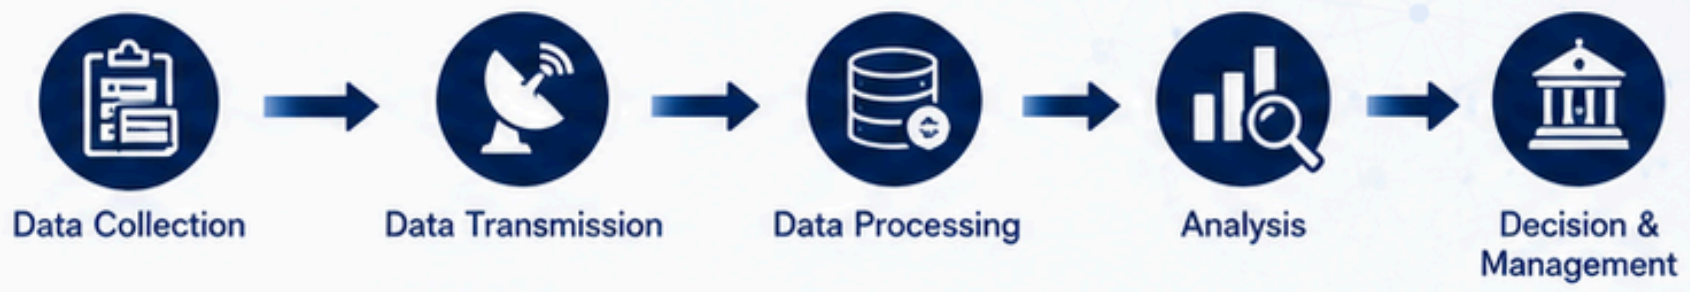 Data Collection
Data Transmission
Data Processing
Analysis
Decision &
Management